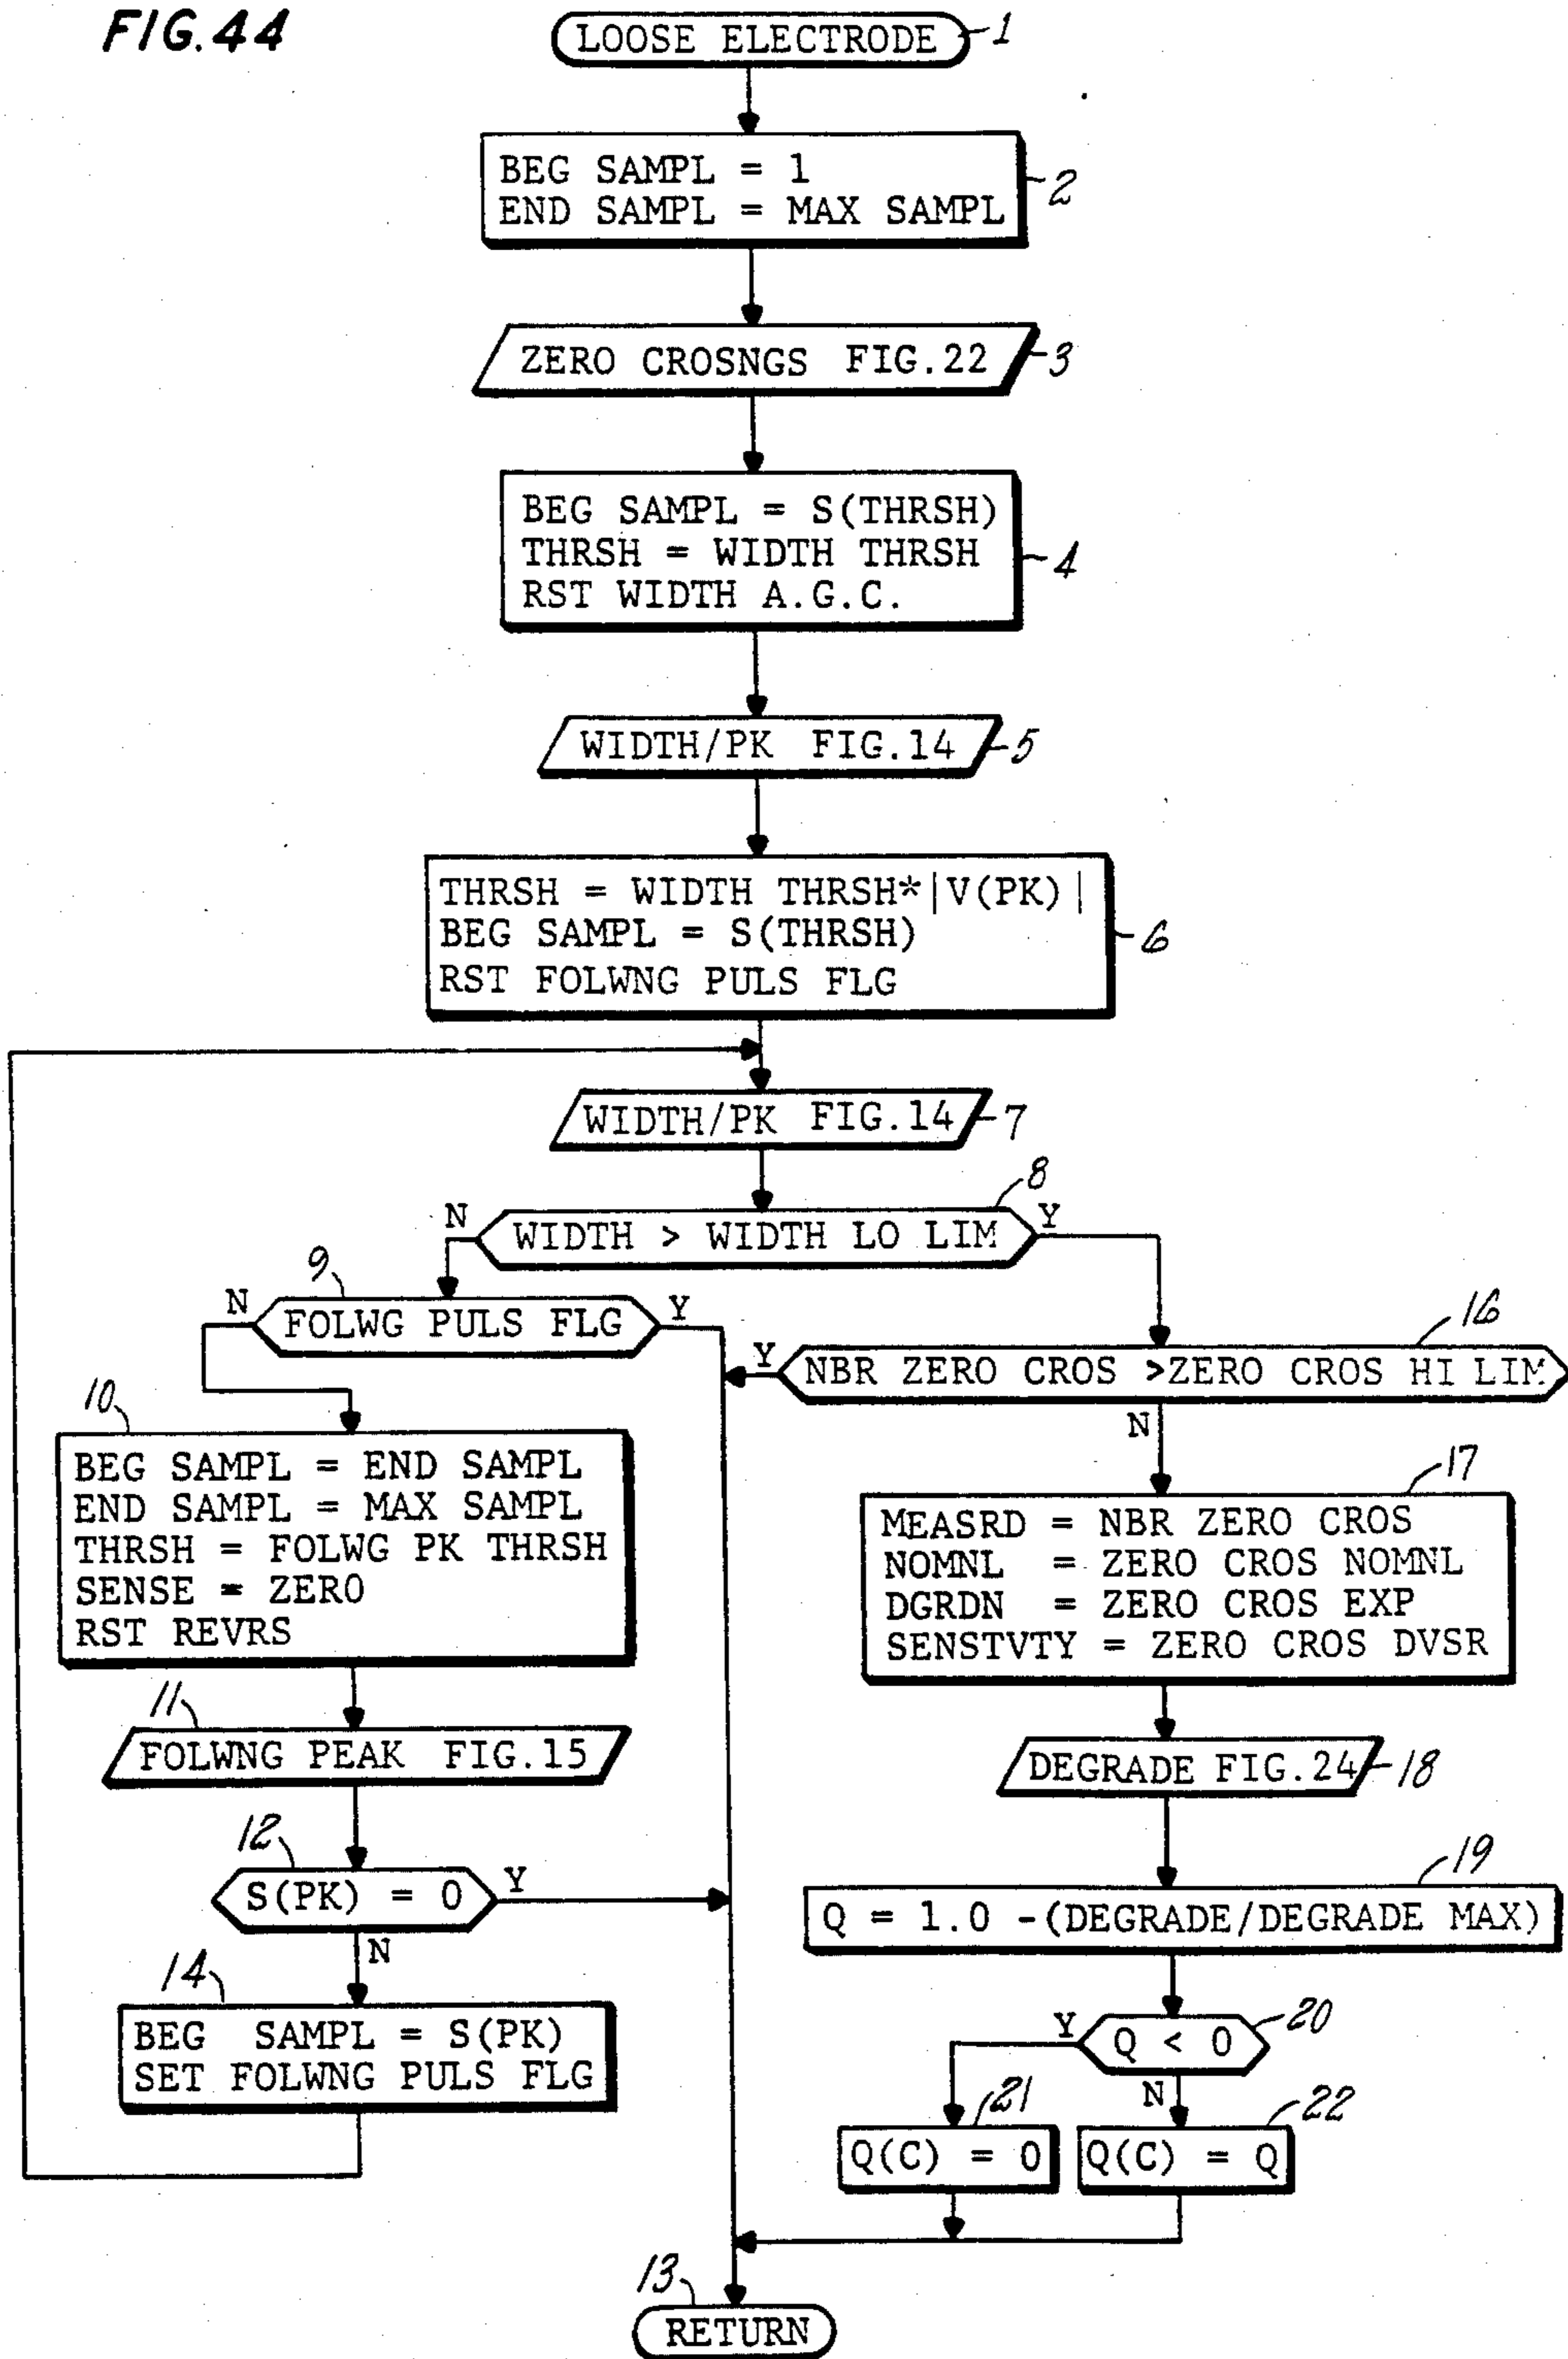 FIG. 44
LOOSE ELECTRODE
1
BEG SAMPL = 1
END SAMPL = MAX SAMPL
2
ZERO CROSNGS FIG.22
3
BEG SAMPL = S(THRSH)
THRSH = WIDTH THRSH
RST WIDTH A.G.C.
4
WIDTH/PK FIG.14
5
THRSH = WIDTH THRSH*|V(PK)|
BEG SAMPL = S(THRSH)
RST FOLWNG PULS FLG
6
WIDTH/PK FIG.14
7
8
N
WIDTH > WIDTH LO LIM
Y
9
N
FOLWG PULS FLG
Y
16
Y
NBR ZERO CROS >ZERO CROS HI LIM
N
10
BEG SAMPL = END SAMPL
END SAMPL = MAX SAMPL
THRSH = FOLWG PK THRSH
SENSE = ZERO
RST REVRS
17
MEASRD = NBR ZERO CROS
NOMNL = ZERO CROS NOMNL
DGRDN = ZERO CROS EXP
SENSTVTY = ZERO CROS DVSR
11
FOLWNG PEAK FIG.15
DEGRADE FIG.24
18
12
S(PK) = 0
Y
N
19
Q = 1.0 -(DEGRADE/DEGRADE MAX)
14
BEG SAMPL = S(PK)
SET FOLWNG PULS FLG
Y
Q < 0
20
N
21
Q(C) = 0
22
Q(C) = Q
13
RETURN